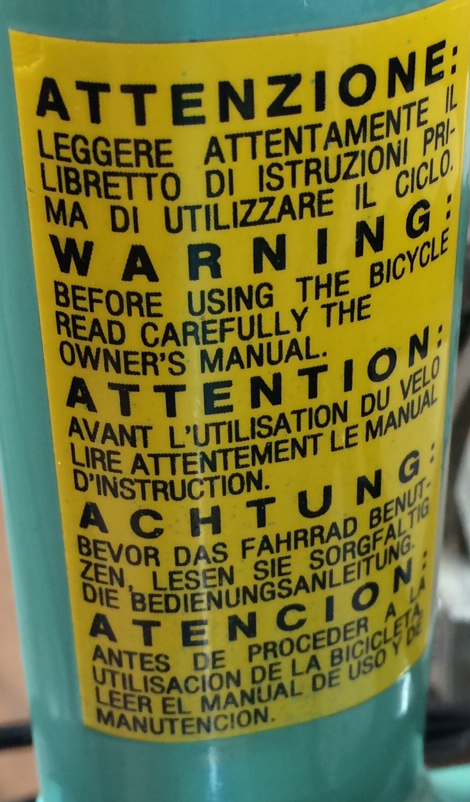 ATTENZIONE:
LEGGERE ATTENTAMENTE IL
LIBRETTO DI ISTRUZIONI PRI-
MA DI UTILIZZARE IL CICLO.
WARNING:
BEFORE USING THE BICYCLE
READ CAREFULLY THE
OWNER'S MANUAL.
ATTENTION:
AVANT L'UTILISATION DU VELO
LIRE ATTENTEMENT LE MANUAL
D'INSTRUCTION.
ACHTUNG:
BEVOR DAS FAHRRAD BENUT-
ZEN, LESEN SIE SORGFALTIG
DIE BEDIENUNGSANLEITUNG.
ATENCION:
ANTES DE PROCEDER A LA
UTILISACION DE LA BICICLETA,
LEER EL MANUAL DE USO Y DE
MANUTENCION.